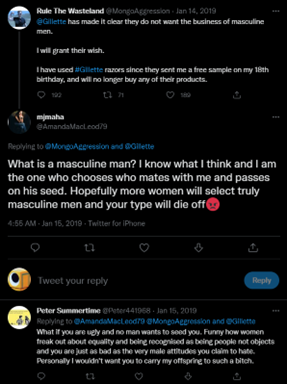 Rule The Wasteland @MongoAggression · Jan 14, 2019
@Gillette has made it clear they do not want the business of masculine
men.
I will grant their wish.
I have used #Gillette razors since they sent me a free sample on my 18th
birthday, and will no longer buy any of their products.
192 71 189
mjmaha
@AmandaMacLeod79
Replying to @MongoAggression and @Gillette
What is a masculine man? I know what I think and I am
the one who chooses who mates with me and passes
on his seed. Hopefully more women will select truly
masculine men and your type will die off😡
4:55 AM · Jan 15, 2019 · Twitter for iPhone
Tweet your reply
Reply
Peter Summertime @Peter441968 · Jan 15, 2019
Replying to @AmandaMacLeod79 @MongoAggression and @Gillette
What if you are ugly and no man wants to seed you. Funny how women
freak out about equality and being recognised as being people not objects
and you are just as bad as the very male attitudes you claim to hate.
Personally I wouldn't want you to carry my offspring to such a bitch.